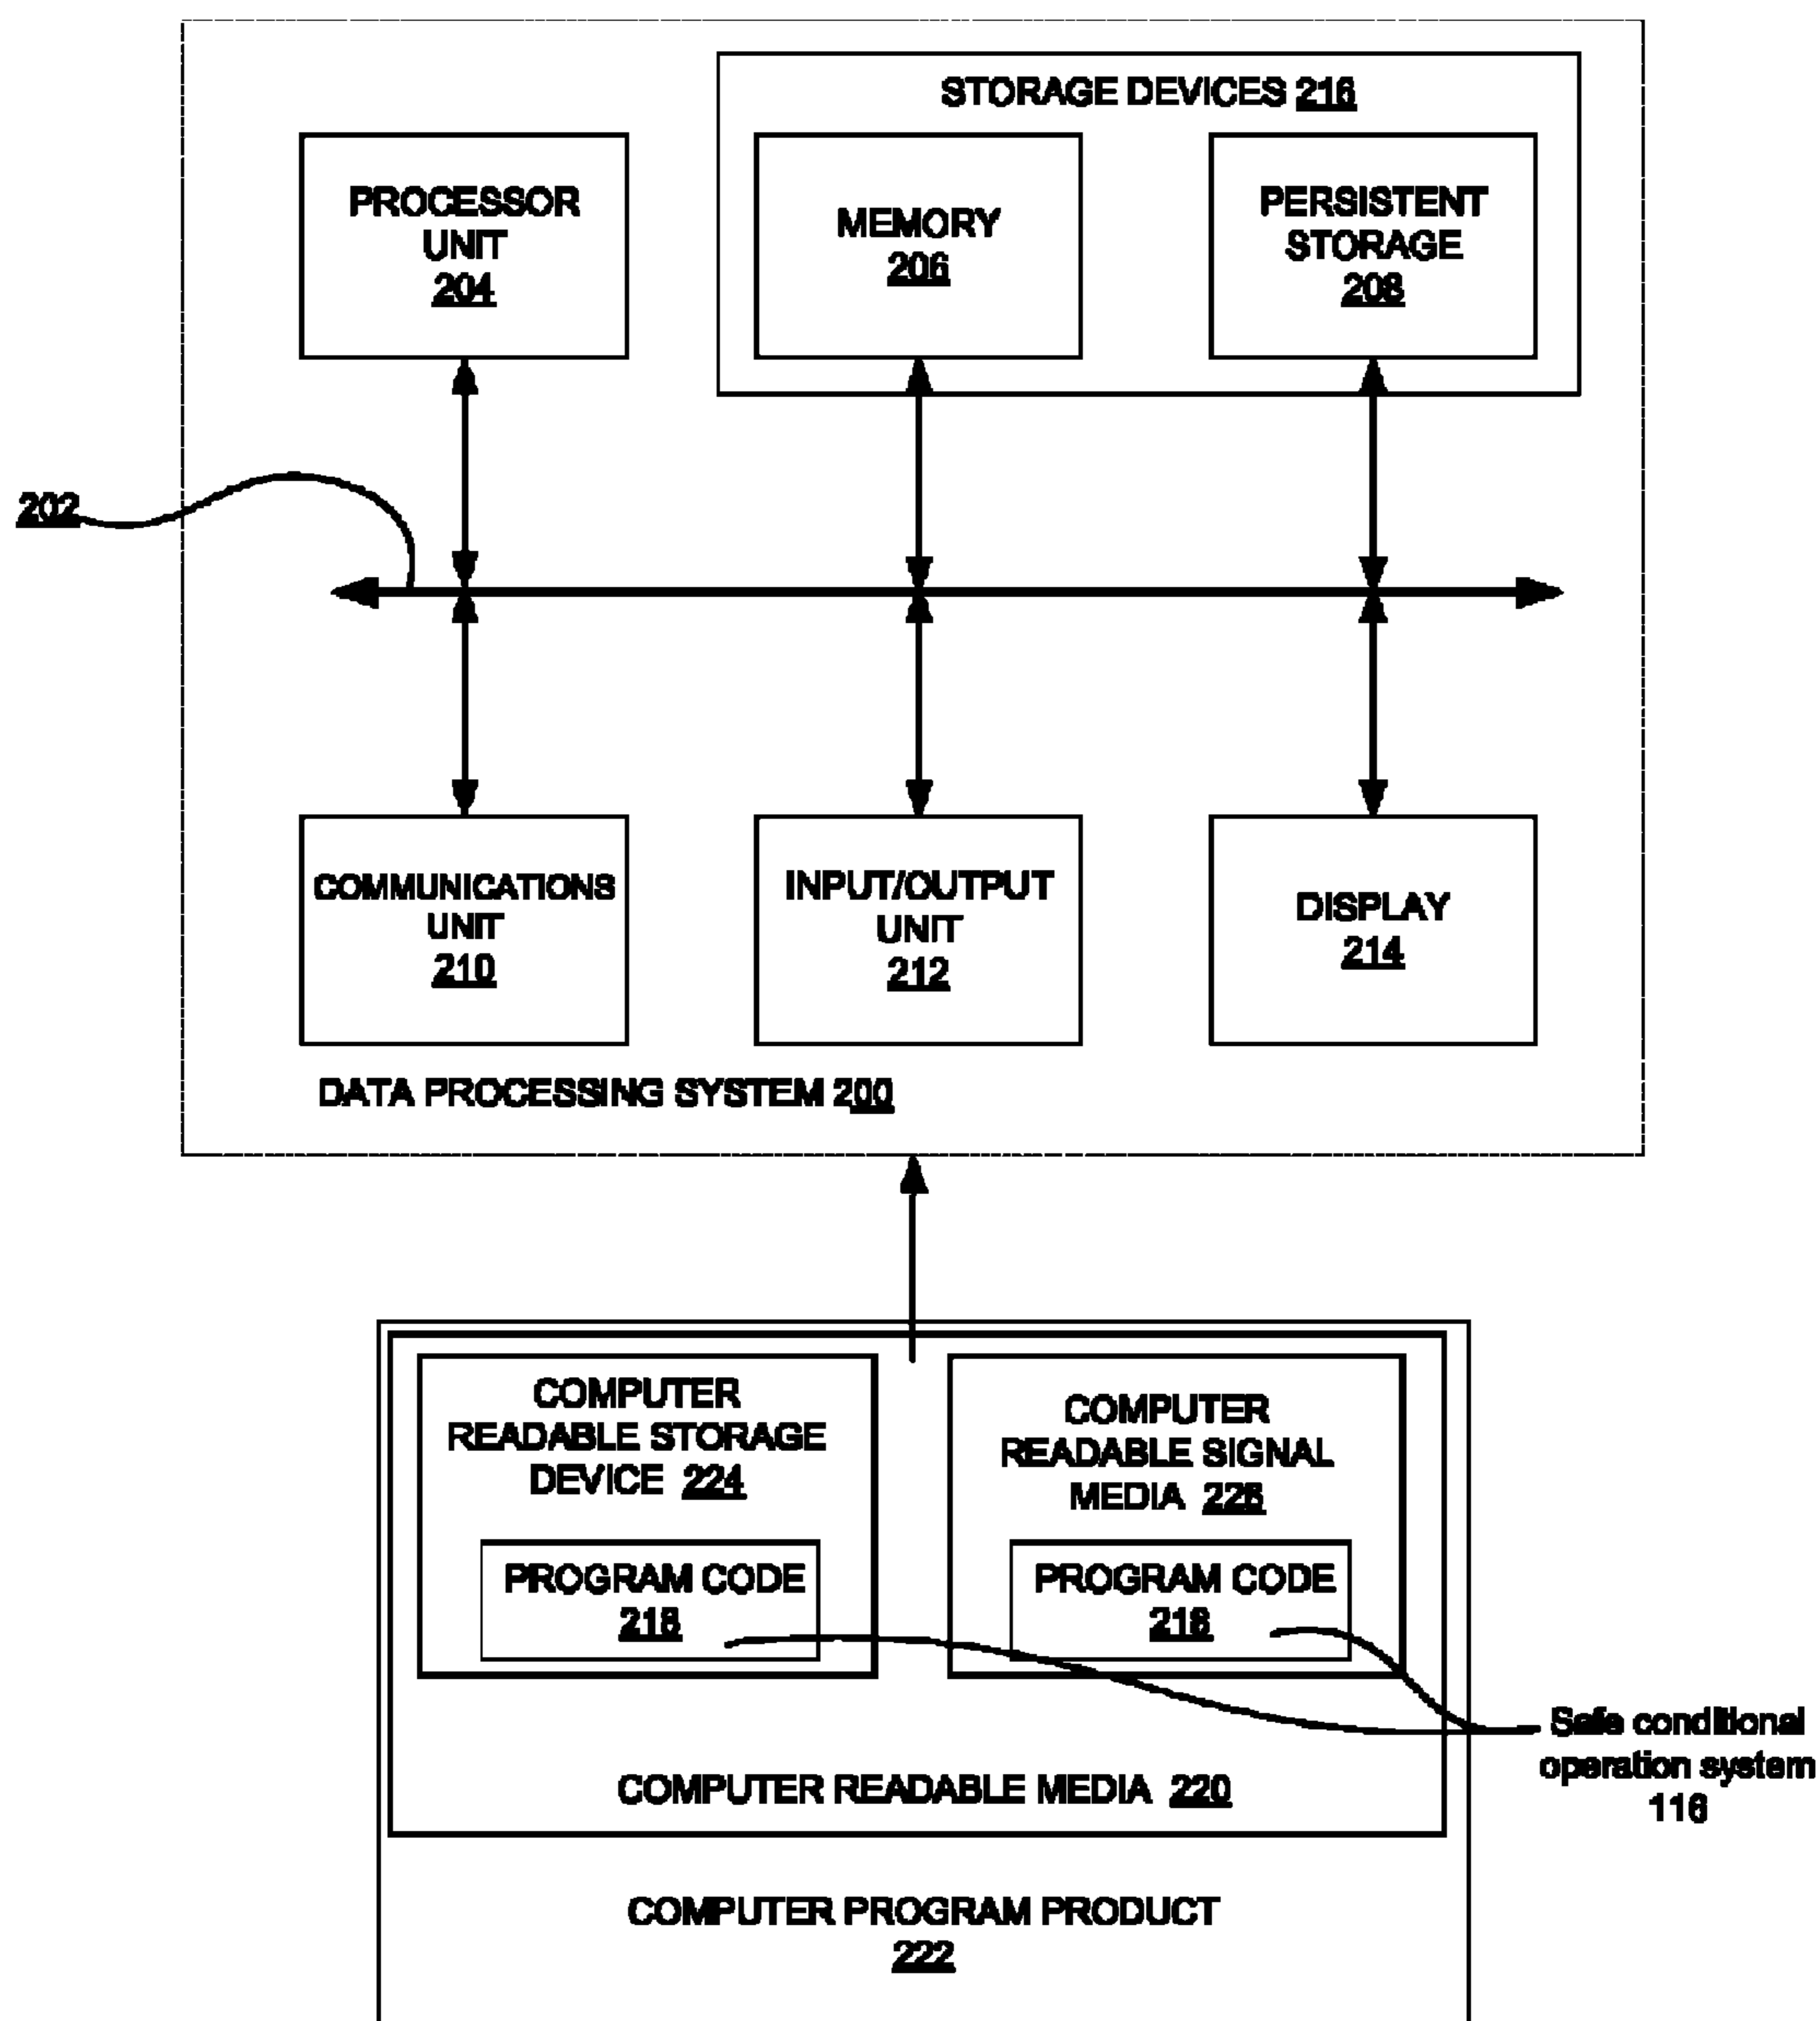 STORAGE DEVICES 216
PROCESSOR
UNIT
204
MEMORY
206
PERSISTENT
STORAGE
208
202
COMMUNICATIONS
UNIT
210
INPUT/OUTPUT
UNIT
212
DISPLAY
214
DATA PROCESSING SYSTEM 200
COMPUTER
READABLE STORAGE
DEVICE 224
COMPUTER
READABLE SIGNAL
MEDIA 226
PROGRAM CODE
218
PROGRAM CODE
218
Safe conditional
operation system
116
COMPUTER READABLE MEDIA 220
COMPUTER PROGRAM PRODUCT
222